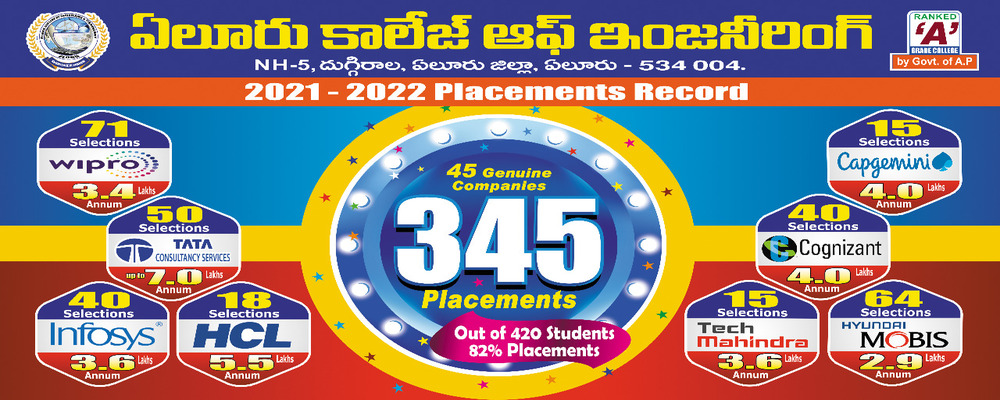 ఏలూరు కాలేజ్ ఆఫ్ ఇంజనీరింగ్
NH-5, దుగ్గిరాల, ఏలూరు జిల్లా, ఏలూరు - 534 004.
RANKED
'A'
GRADE COLLEGE
by Govt. of A.P
2021 - 2022 Placements Record
71
Selections
wipro
3.4 Lakhs
Annum
50
Selections
TATA
CONSULTANCY SERVICES
up to 7.0 Lakhs
Annum
40
Selections
Infosys®
3.6 Lakhs
Annum
18
Selections
HCL
5.5 Lakhs
Annum
45 Genuine
Companies
345
Placements
Out of 420 Students
82% Placements
15
Selections
Capgemini
4.0 Lakhs
Annum
40
Selections
Cognizant
4.0 Lakhs
Annum
15
Selections
Tech
Mahindra
3.6 Lakhs
Annum
64
Selections
HYUNDAI
MOBIS
2.9 Lakhs
Annum